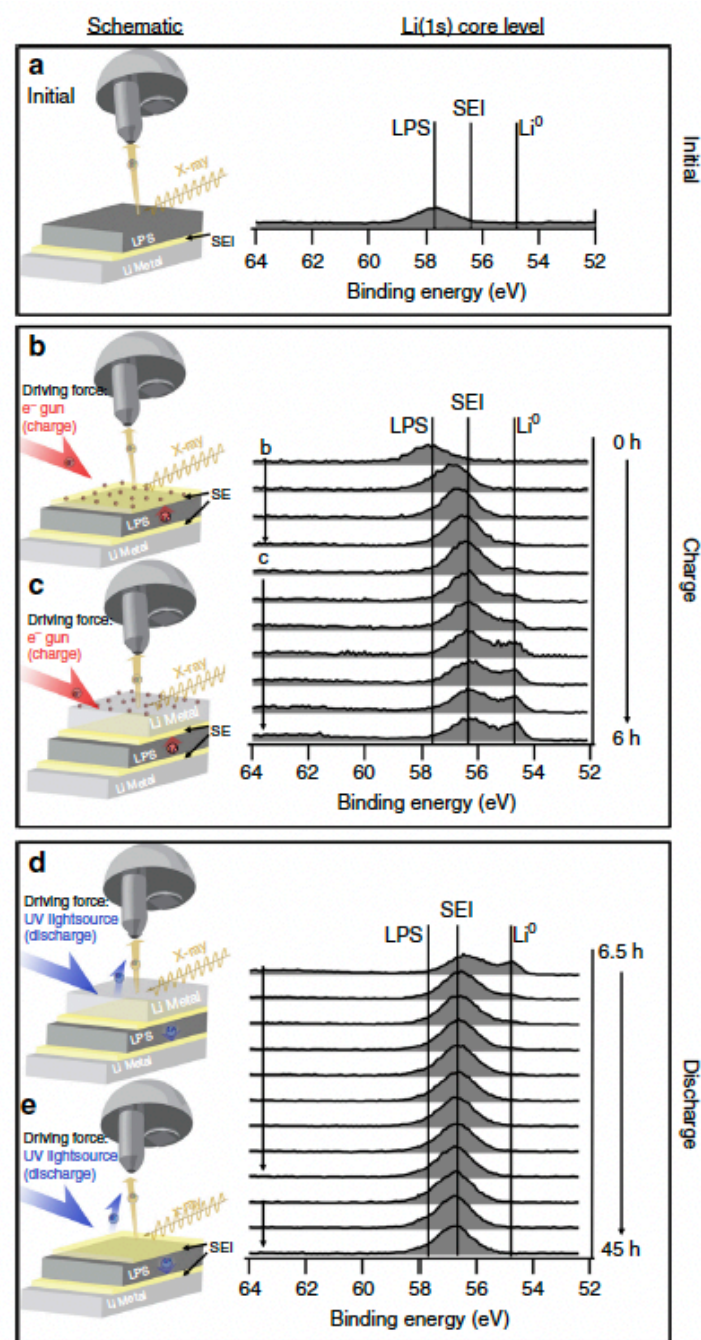 Schematic
Li(1s) core level
a
Initial
X-ray
LPS
SEI
Li Metal
SEI
LPS
Li⁰
64 62 60 58 56 54 52
Binding energy (eV)
Initial
b
Driving force:
e⁻ gun
(charge)
e⁻
X-ray
SE
LPS
Li Metal
c
Driving force:
e⁻ gun
(charge)
e⁻
X-ray
Li Metal
SE
LPS
Li Metal
SEI
LPS
Li⁰
b
c
0 h
6 h
64 62 60 58 56 54 52
Binding energy (eV)
Charge
d
Driving force:
UV lightsource
(discharge)
X-ray
Li Metal
LPS
Li Metal
e
Driving force:
UV lightsource
(discharge)
x-ray
SEI
LPS
Li Metal
SEI
LPS
Li⁰
6.5 h
45 h
64 62 60 58 56 54 52
Binding energy (eV)
Discharge